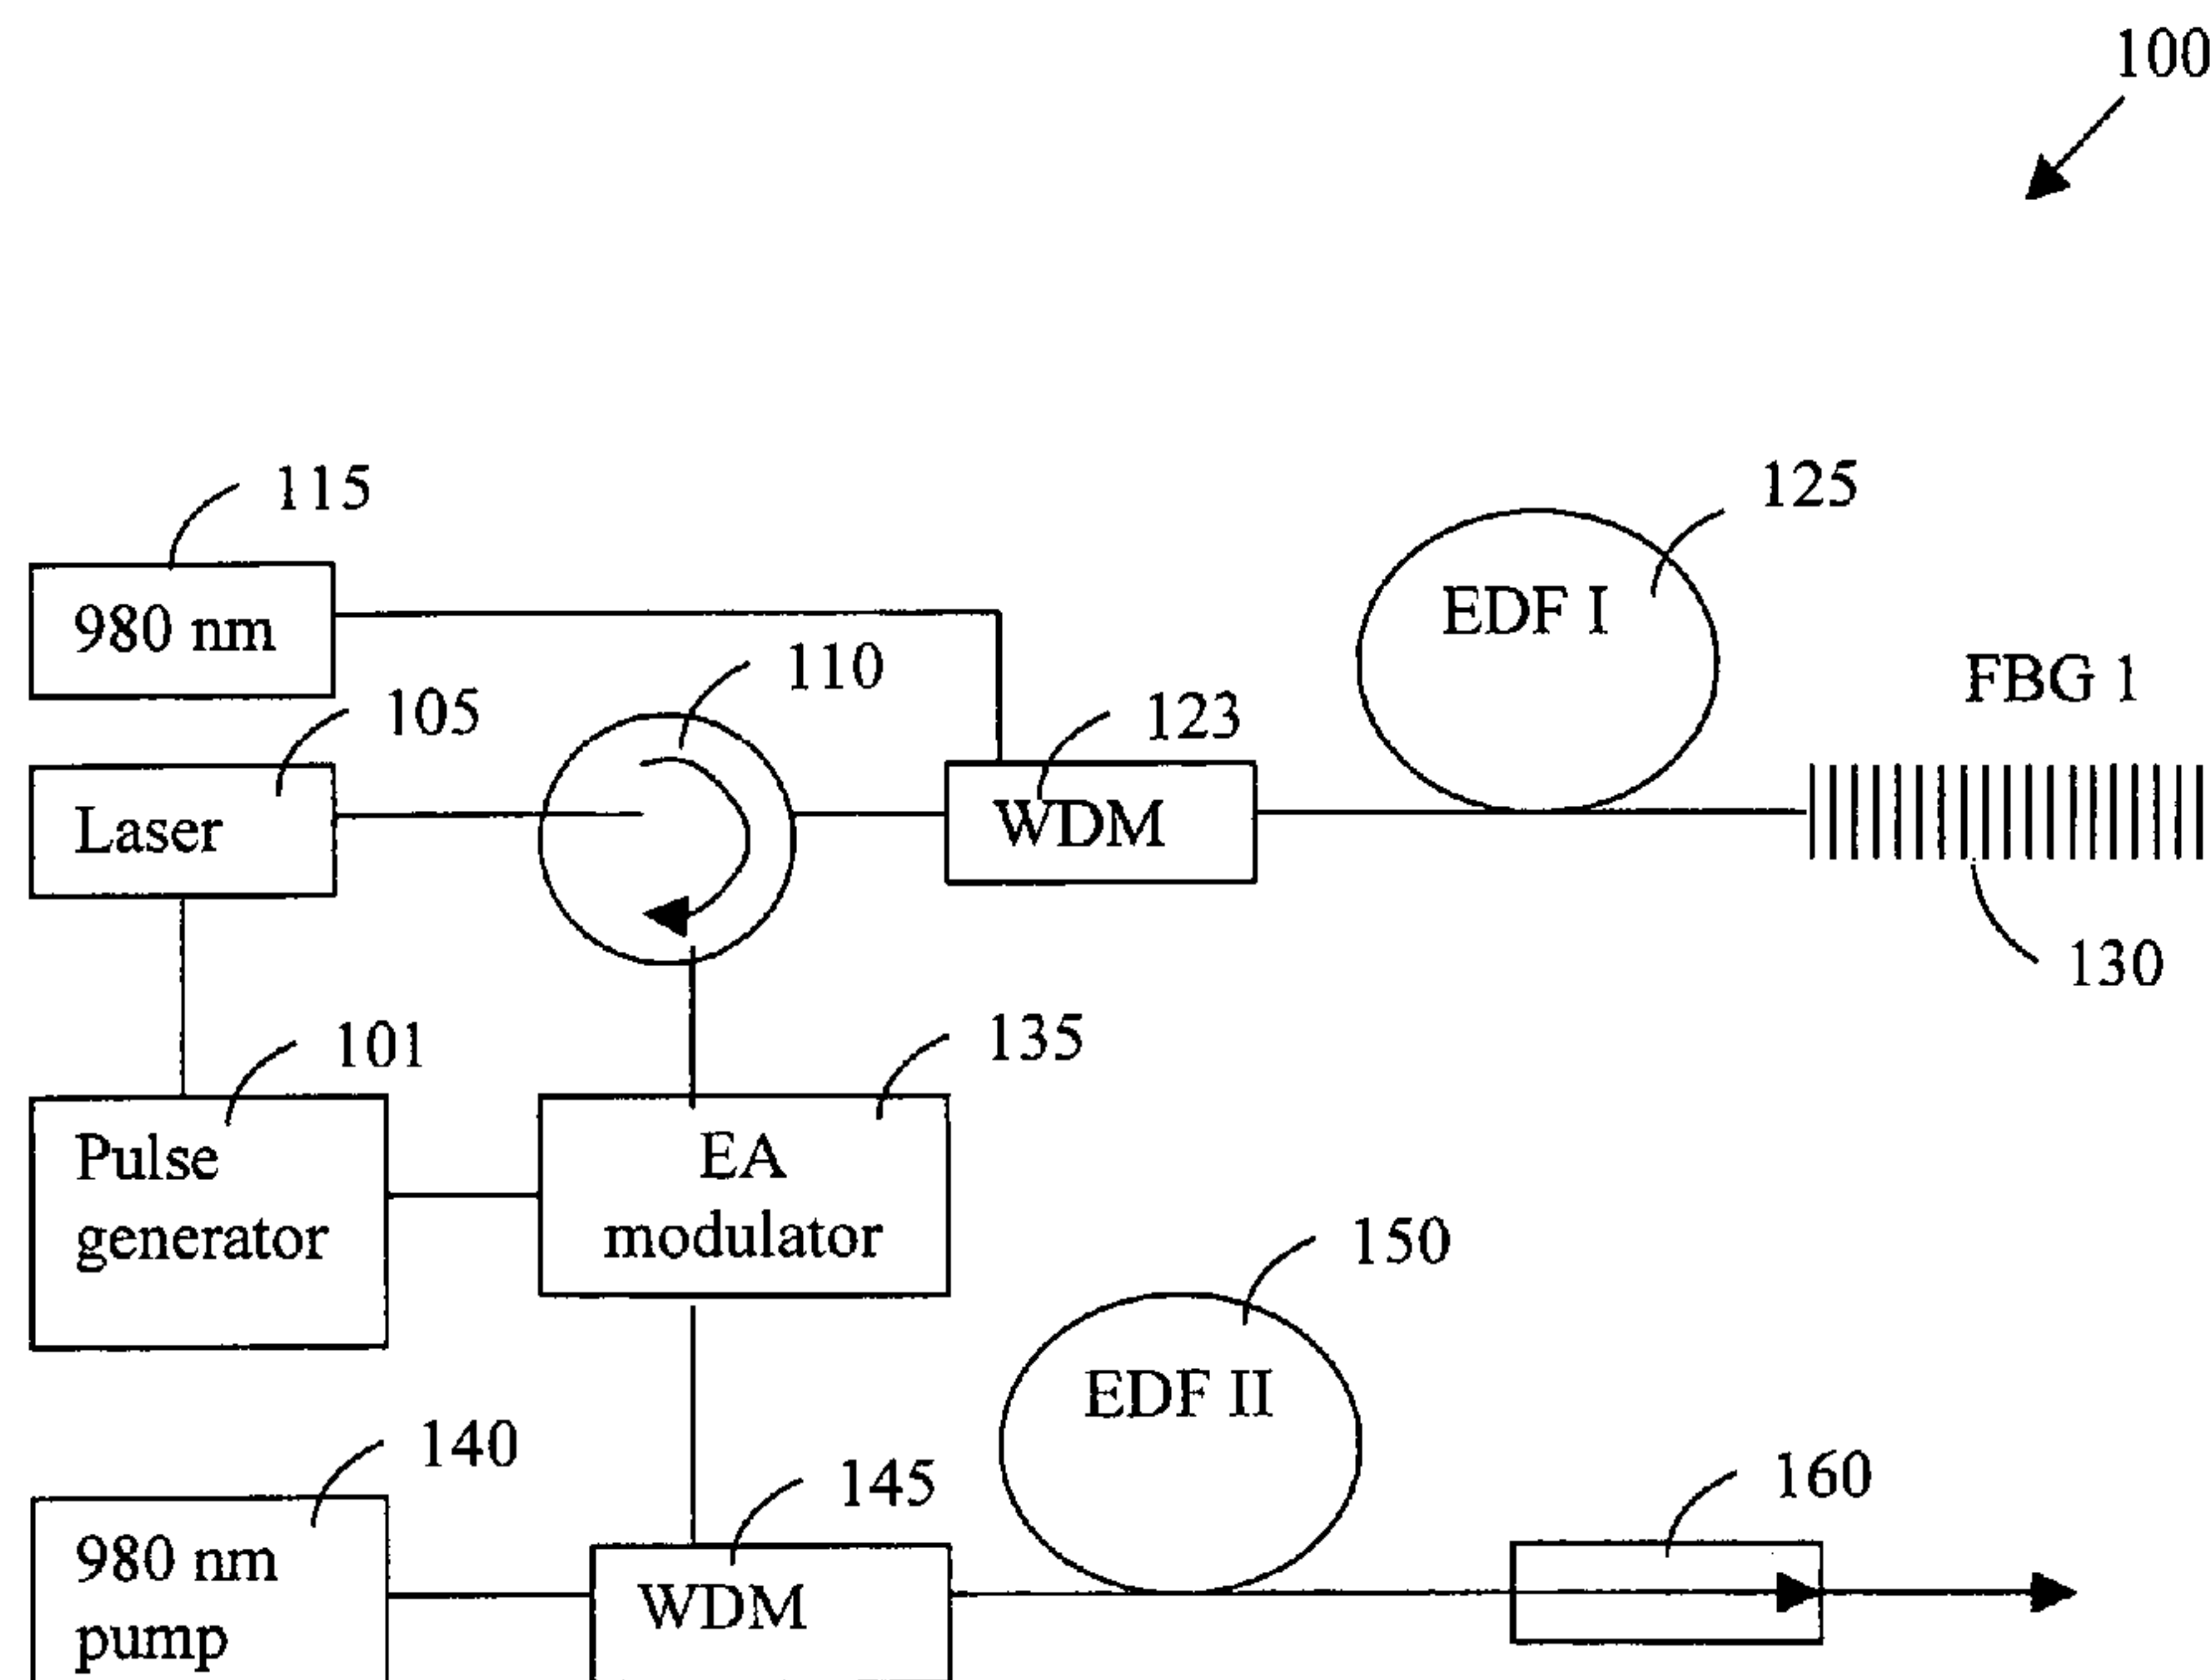 100
115
125
980 nm
EDF I
110
FBG 1
105
123
Laser
WDM
130
101
135
Pulse
generator
EA
modulator
150
EDF II
140
145
160
980 nm
pump
WDM